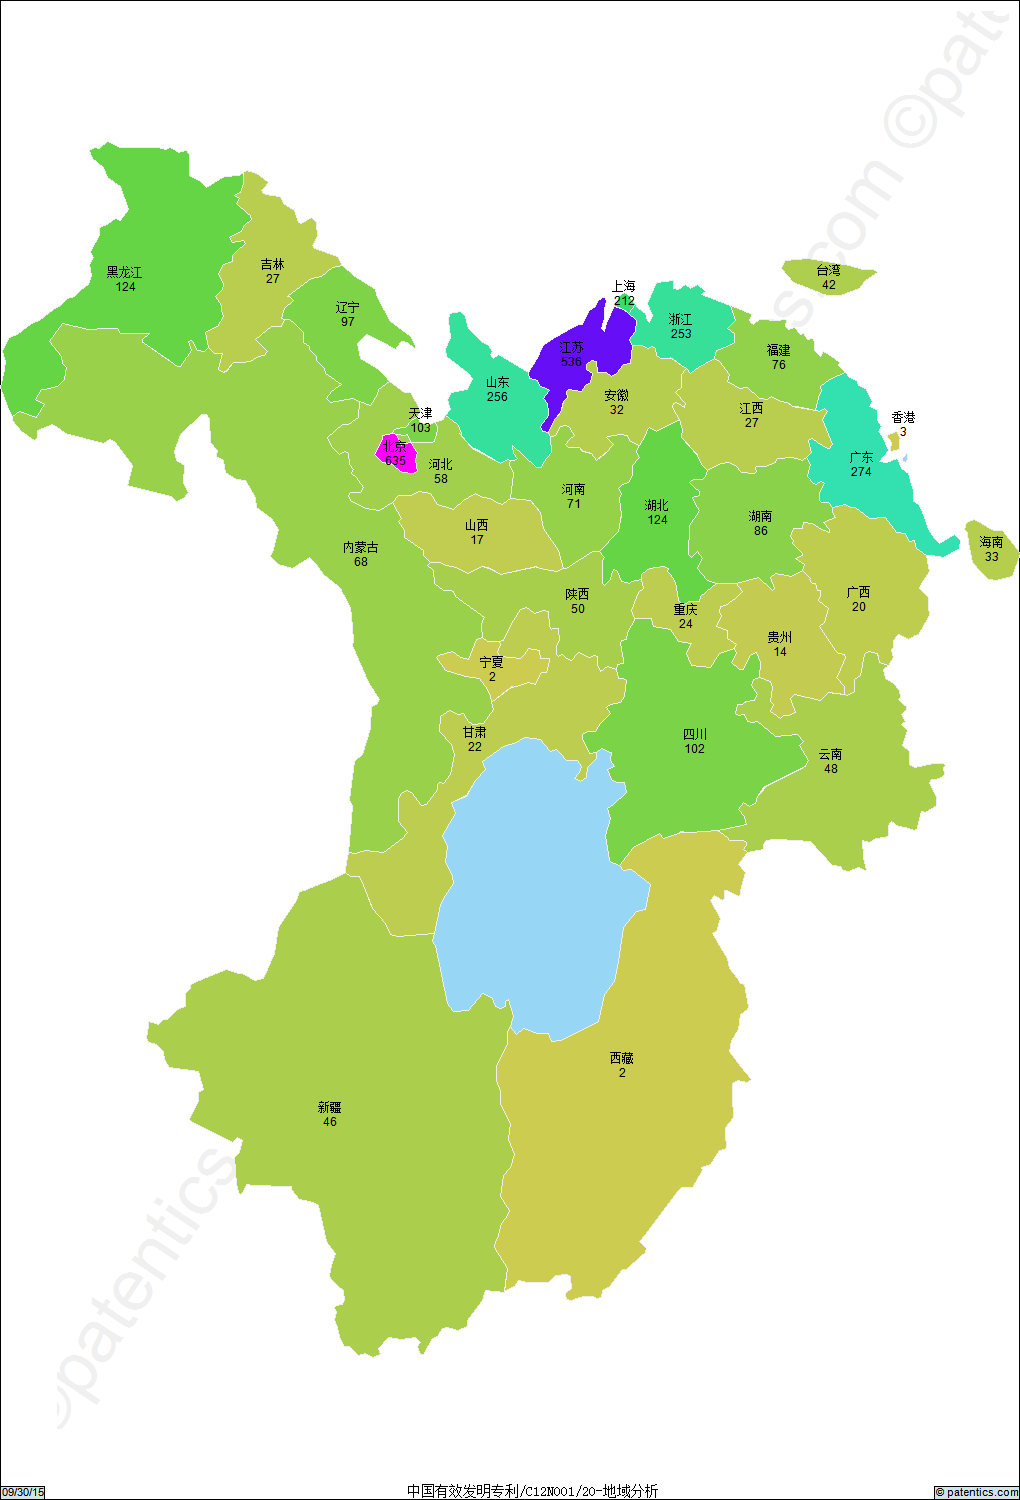 ©patentics.com ©pate
黑龙江
124
吉林
27
辽宁
97
上海
212
台湾
42
浙江
253
江苏
536
福建
76
山东
256
安徽
32
江西
27
天津
103
香港
3
北京
635
河北
58
广东
274
河南
71
湖北
124
湖南
86
山西
17
海南
33
内蒙古
68
陕西
50
重庆
24
广西
20
贵州
14
宁夏
2
甘肃
22
四川
102
云南
48
西藏
2
新疆
46
©patentics
09/30/15
中国有效发明专利/C12N001/20-地域分析
© patentics.com